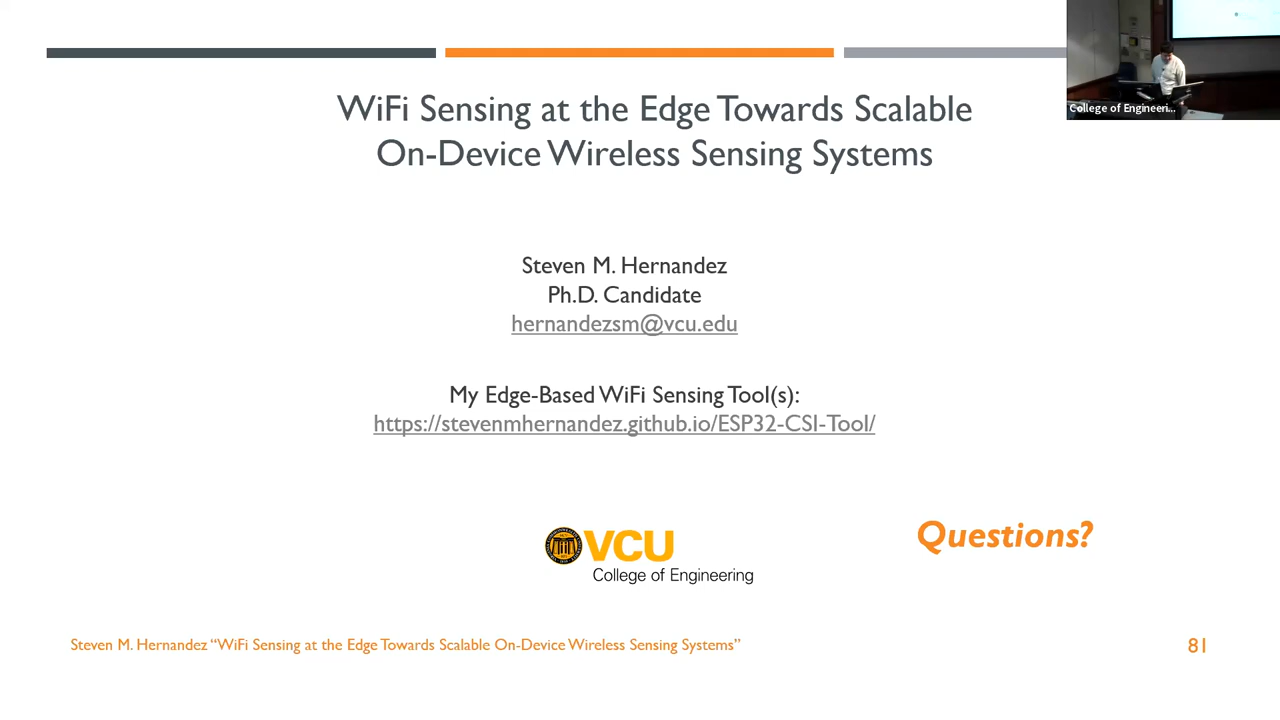 College of Engineeri...
WiFi Sensing at the Edge Towards Scalable
On-Device Wireless Sensing Systems
Steven M. Hernandez
Ph.D. Candidate
hernandezsm@vcu.edu
My Edge-Based WiFi Sensing Tool(s):
https://stevenmhernandez.github.io/ESP32-CSI-Tool/
VCU
College of Engineering
Questions?
Steven M. Hernandez “WiFi Sensing at the Edge Towards Scalable On-Device Wireless Sensing Systems”
81